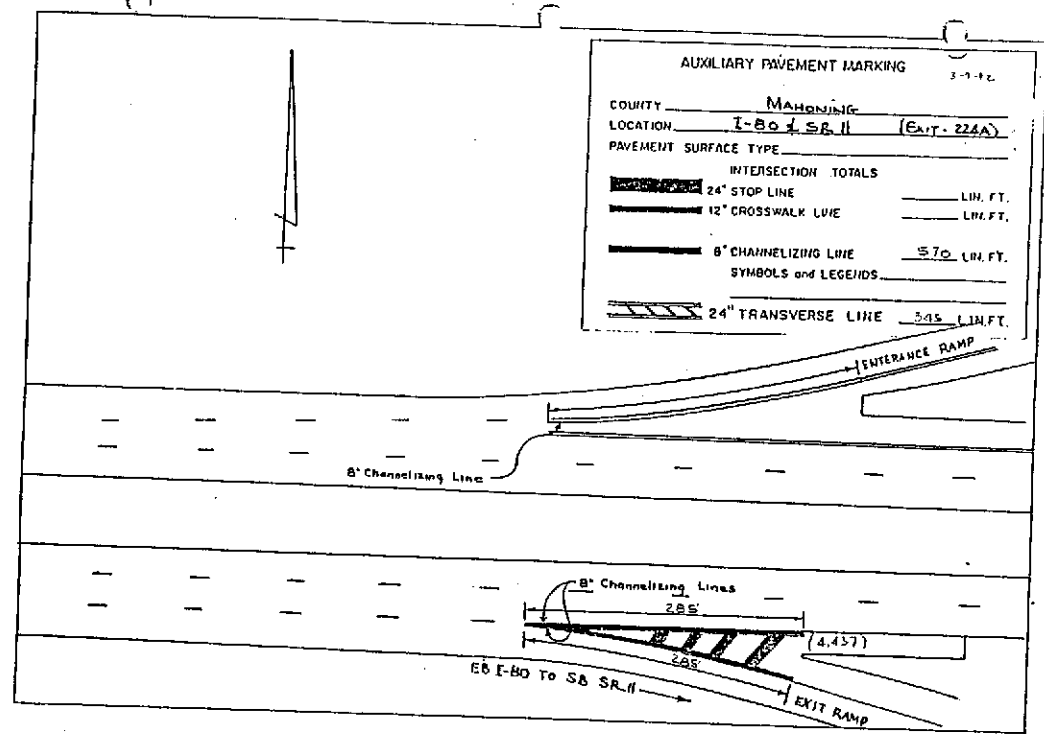 AUXILIARY PAVEMENT MARKING
3-9-92
COUNTY MAHONING
LOCATION I-80 & SR 11 (EXIT - 224A)
PAVEMENT SURFACE TYPE
INTERSECTION TOTALS
24" STOP LINE LIN. FT.
12" CROSSWALK LINE LIN. FT.
8" CHANNELIZING LINE 570 LIN. FT.
SYMBOLS and LEGENDS
24" TRANSVERSE LINE 345 LIN. FT.
ENTERANCE RAMP
8" Channelizing Line
8" Channelizing Lines
285'
(4,437)
285'
EB I-80 TO SB SR 11
EXIT RAMP